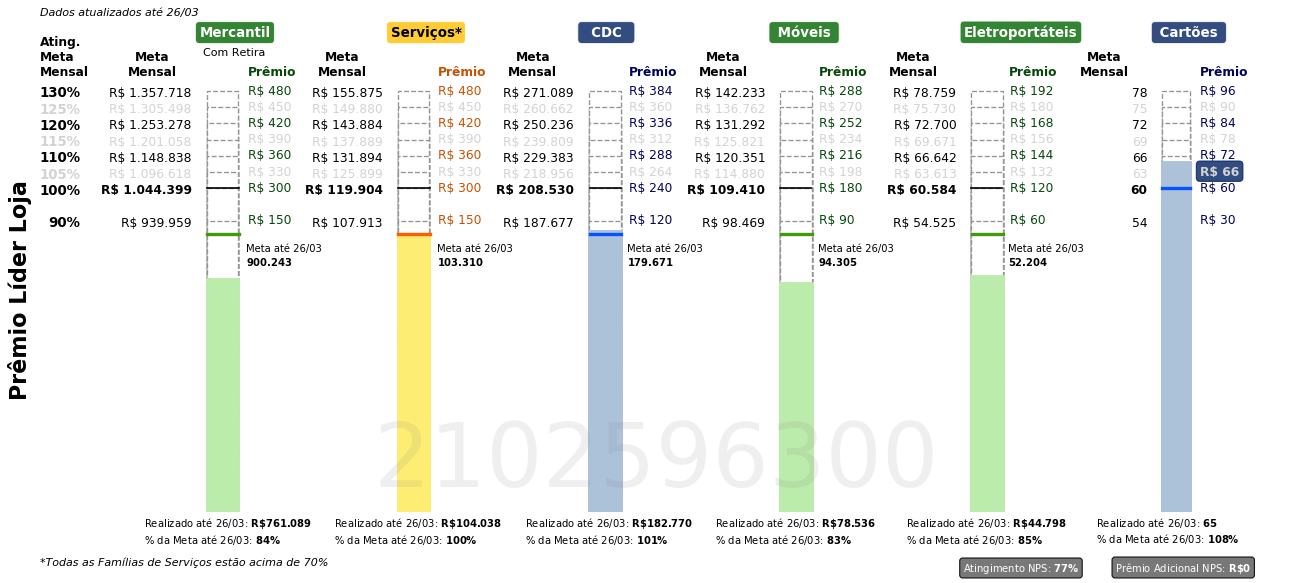 Dados atualizados até 26/03
Mercantil Serviços* CDC Móveis Eletroportáteis Cartões
Com Retira
Ating. Meta Mensal Meta Mensal Prêmio Meta Mensal Prêmio Meta Mensal Prêmio Meta Mensal Prêmio Meta Mensal Prêmio Meta Mensal Prêmio
130% R$ 1.357.718 R$ 480 R$ 155.875 R$ 480 R$ 271.089 R$ 384 R$ 142.233 R$ 288 R$ 78.759 R$ 192 78 R$ 96
125% R$ 1.305.498 R$ 450 R$ 149.880 R$ 450 R$ 260.662 R$ 360 R$ 136.762 R$ 270 R$ 75.730 R$ 180 75 R$ 90
120% R$ 1.253.278 R$ 420 R$ 143.884 R$ 420 R$ 250.236 R$ 336 R$ 131.292 R$ 252 R$ 72.700 R$ 168 72 R$ 84
115% R$ 1.201.058 R$ 390 R$ 137.889 R$ 390 R$ 239.809 R$ 312 R$ 125.821 R$ 234 R$ 69.671 R$ 156 69 R$ 78
110% R$ 1.148.838 R$ 360 R$ 131.894 R$ 360 R$ 229.383 R$ 288 R$ 120.351 R$ 216 R$ 66.642 R$ 144 66 R$ 72
105% R$ 1.096.618 R$ 330 R$ 125.899 R$ 330 R$ 218.956 R$ 264 R$ 114.880 R$ 198 R$ 63.613 R$ 132 63 R$ 66
100% R$ 1.044.399 R$ 300 R$ 119.904 R$ 300 R$ 208.530 R$ 240 R$ 109.410 R$ 180 R$ 60.584 R$ 120 60 R$ 60
90% R$ 939.959 R$ 150 R$ 107.913 R$ 150 R$ 187.677 R$ 120 R$ 98.469 R$ 90 R$ 54.525 R$ 60 54 R$ 30
Meta até 26/03 Meta até 26/03 Meta até 26/03 Meta até 26/03 Meta até 26/03
900.243 103.310 179.671 94.305 52.204
Prêmio Líder Loja
2102596300
Realizado até 26/03: R$761.089 Realizado até 26/03: R$104.038 Realizado até 26/03: R$182.770 Realizado até 26/03: R$78.536 Realizado até 26/03: R$44.798 Realizado até 26/03: 65
% da Meta até 26/03: 84% % da Meta até 26/03: 100% % da Meta até 26/03: 101% % da Meta até 26/03: 83% % da Meta até 26/03: 85% % da Meta até 26/03: 108%
*Todas as Famílias de Serviços estão acima de 70% Atingimento NPS: 77% Prêmio Adicional NPS: R$0